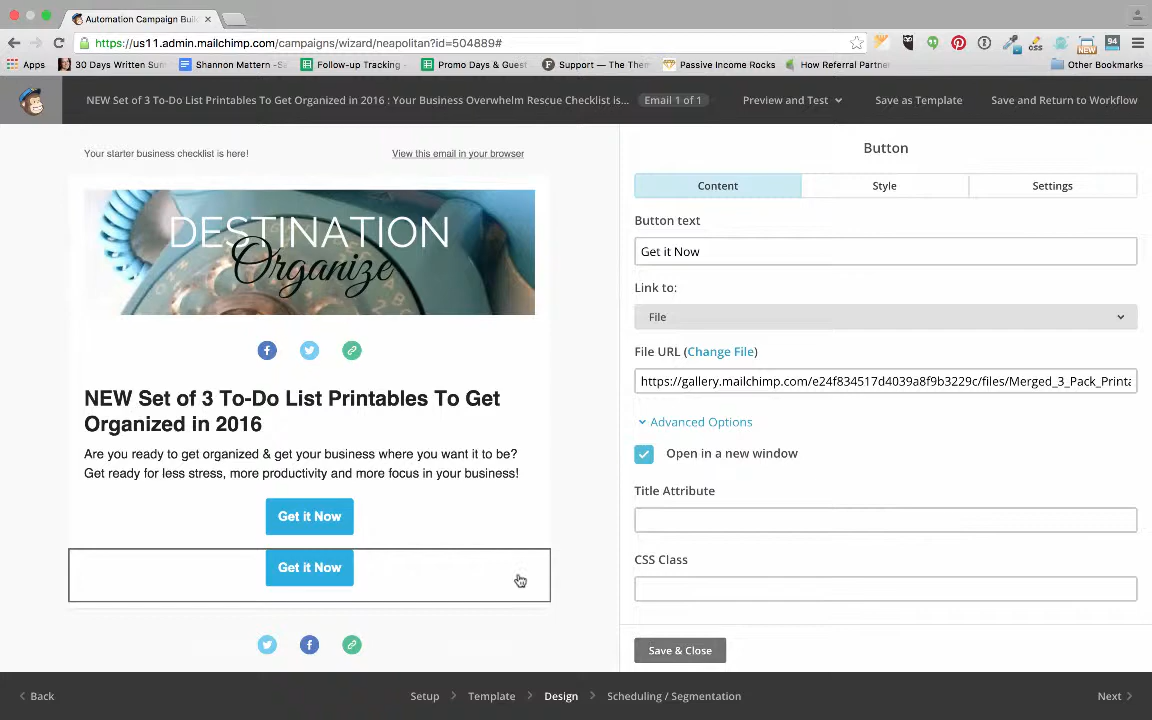 Automation Campaign Buil
https://us11.admin.mailchimp.com/campaigns/wizard/neapolitan?id=504889#
NEW
94
Apps
30 Days Written Sum
Shannon Mattern -Sa
Follow-up Tracking -
Promo Days & Guest
Support — The Them
Passive Income Rocks
How Referral Partner
Other Bookmarks
NEW Set of 3 To-Do List Printables To Get Organized in 2016 : Your Business Overwhelm Rescue Checklist is...
Email 1 of 1
Preview and Test
Save as Template
Save and Return to Workflow
Your starter business checklist is here!
View this email in your browser
DESTINATION
Organize
NEW Set of 3 To-Do List Printables To Get
Organized in 2016
Are you ready to get organized & get your business where you want it to be?
Get ready for less stress, more productivity and more focus in your business!
Get it Now
Get it Now
Button
Content
Style
Settings
Button text
Get it Now
Link to:
File
File URL (Change File)
https://gallery.mailchimp.com/e24f834517d4039a8f9b3229c/files/Merged_3_Pack_Printa
Advanced Options
Open in a new window
Title Attribute
CSS Class
Save & Close
Back
Setup
Template
Design
Scheduling / Segmentation
Next